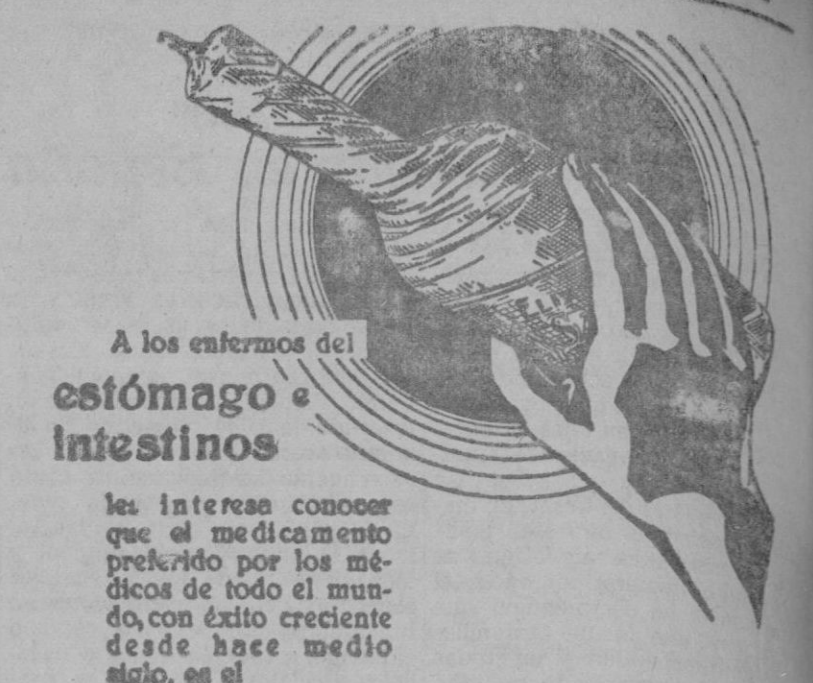 A los enfermos del
estómago e
intestinos
les interesa conocer
que el medicamento
preferido por los mé-
dicos de todo el mun-
do, con éxito creciente
desde hace medio
siglo, es el